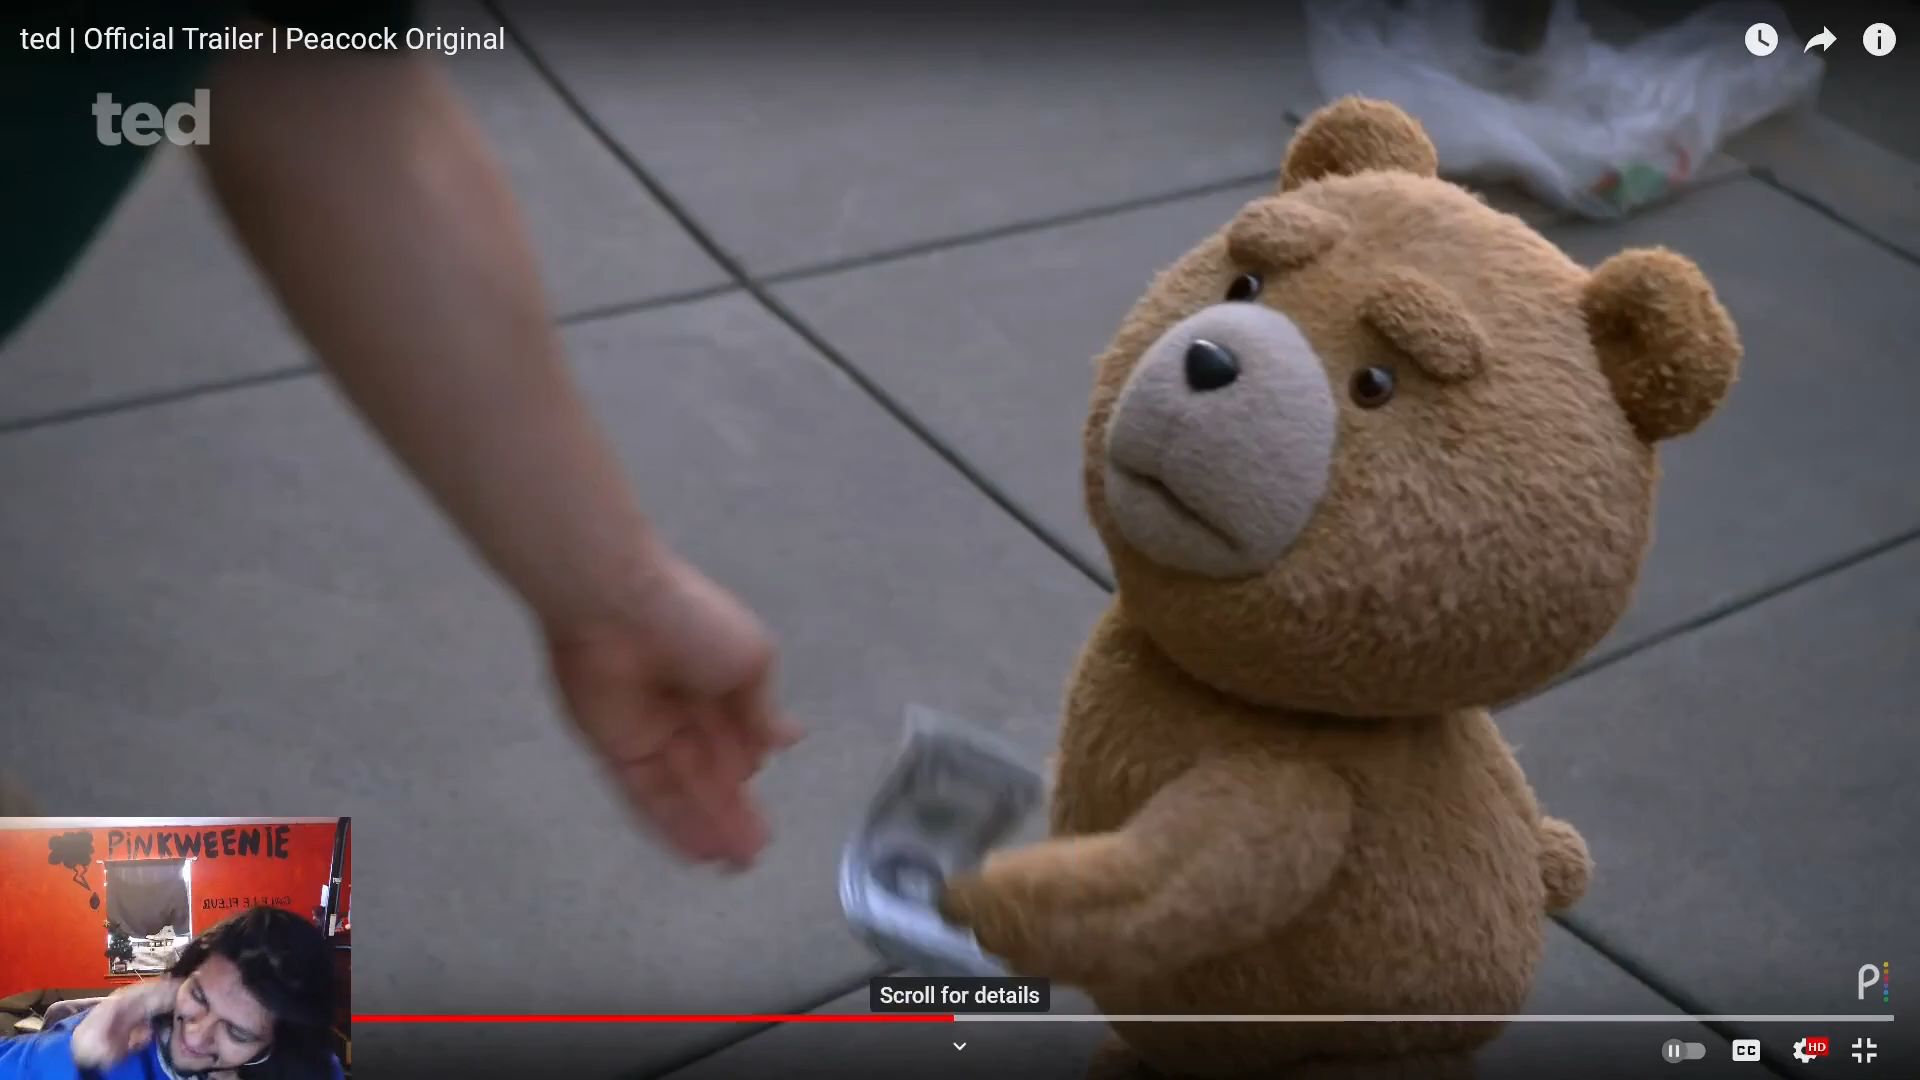 ted | Official Trailer | Peacock Original
ted
PINKWEENIE
Scroll for details
P
CC
HD